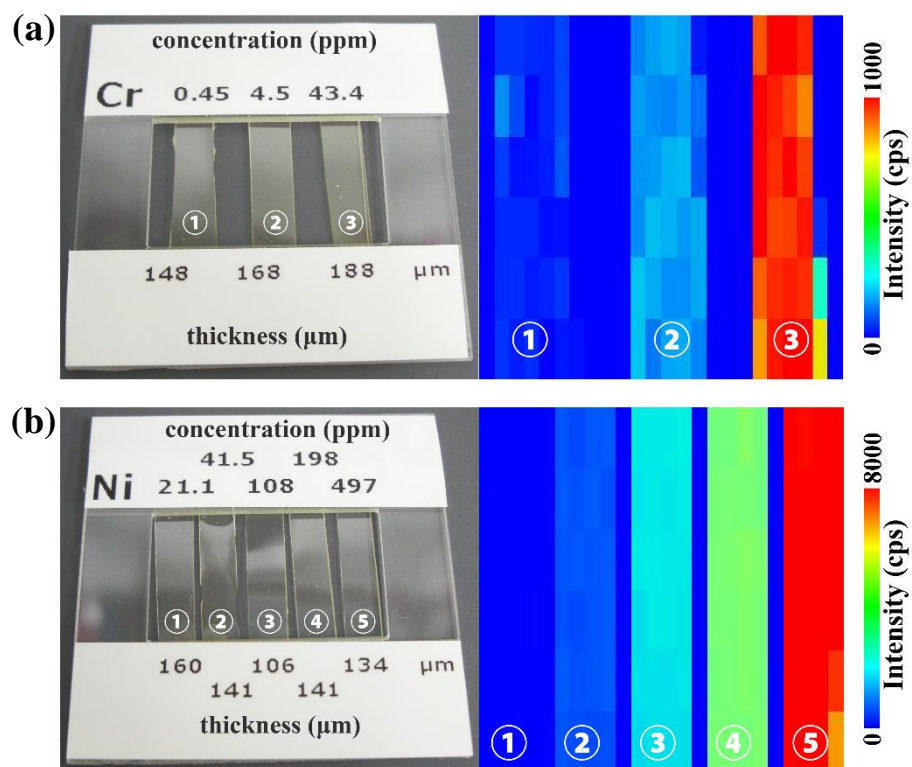 (a)
concentration (ppm)
Cr 0.45 4.5 43.4
① ② ③
148 168 188 μm
thickness (μm)
① ② ③
0 Intensity (cps) 1000
(b)
concentration (ppm)
41.5 198
Ni 21.1 108 497
① ② ③ ④ ⑤
160 106 134 μm
141 141
thickness (μm)
① ② ③ ④ ⑤
0 Intensity (cps) 8000